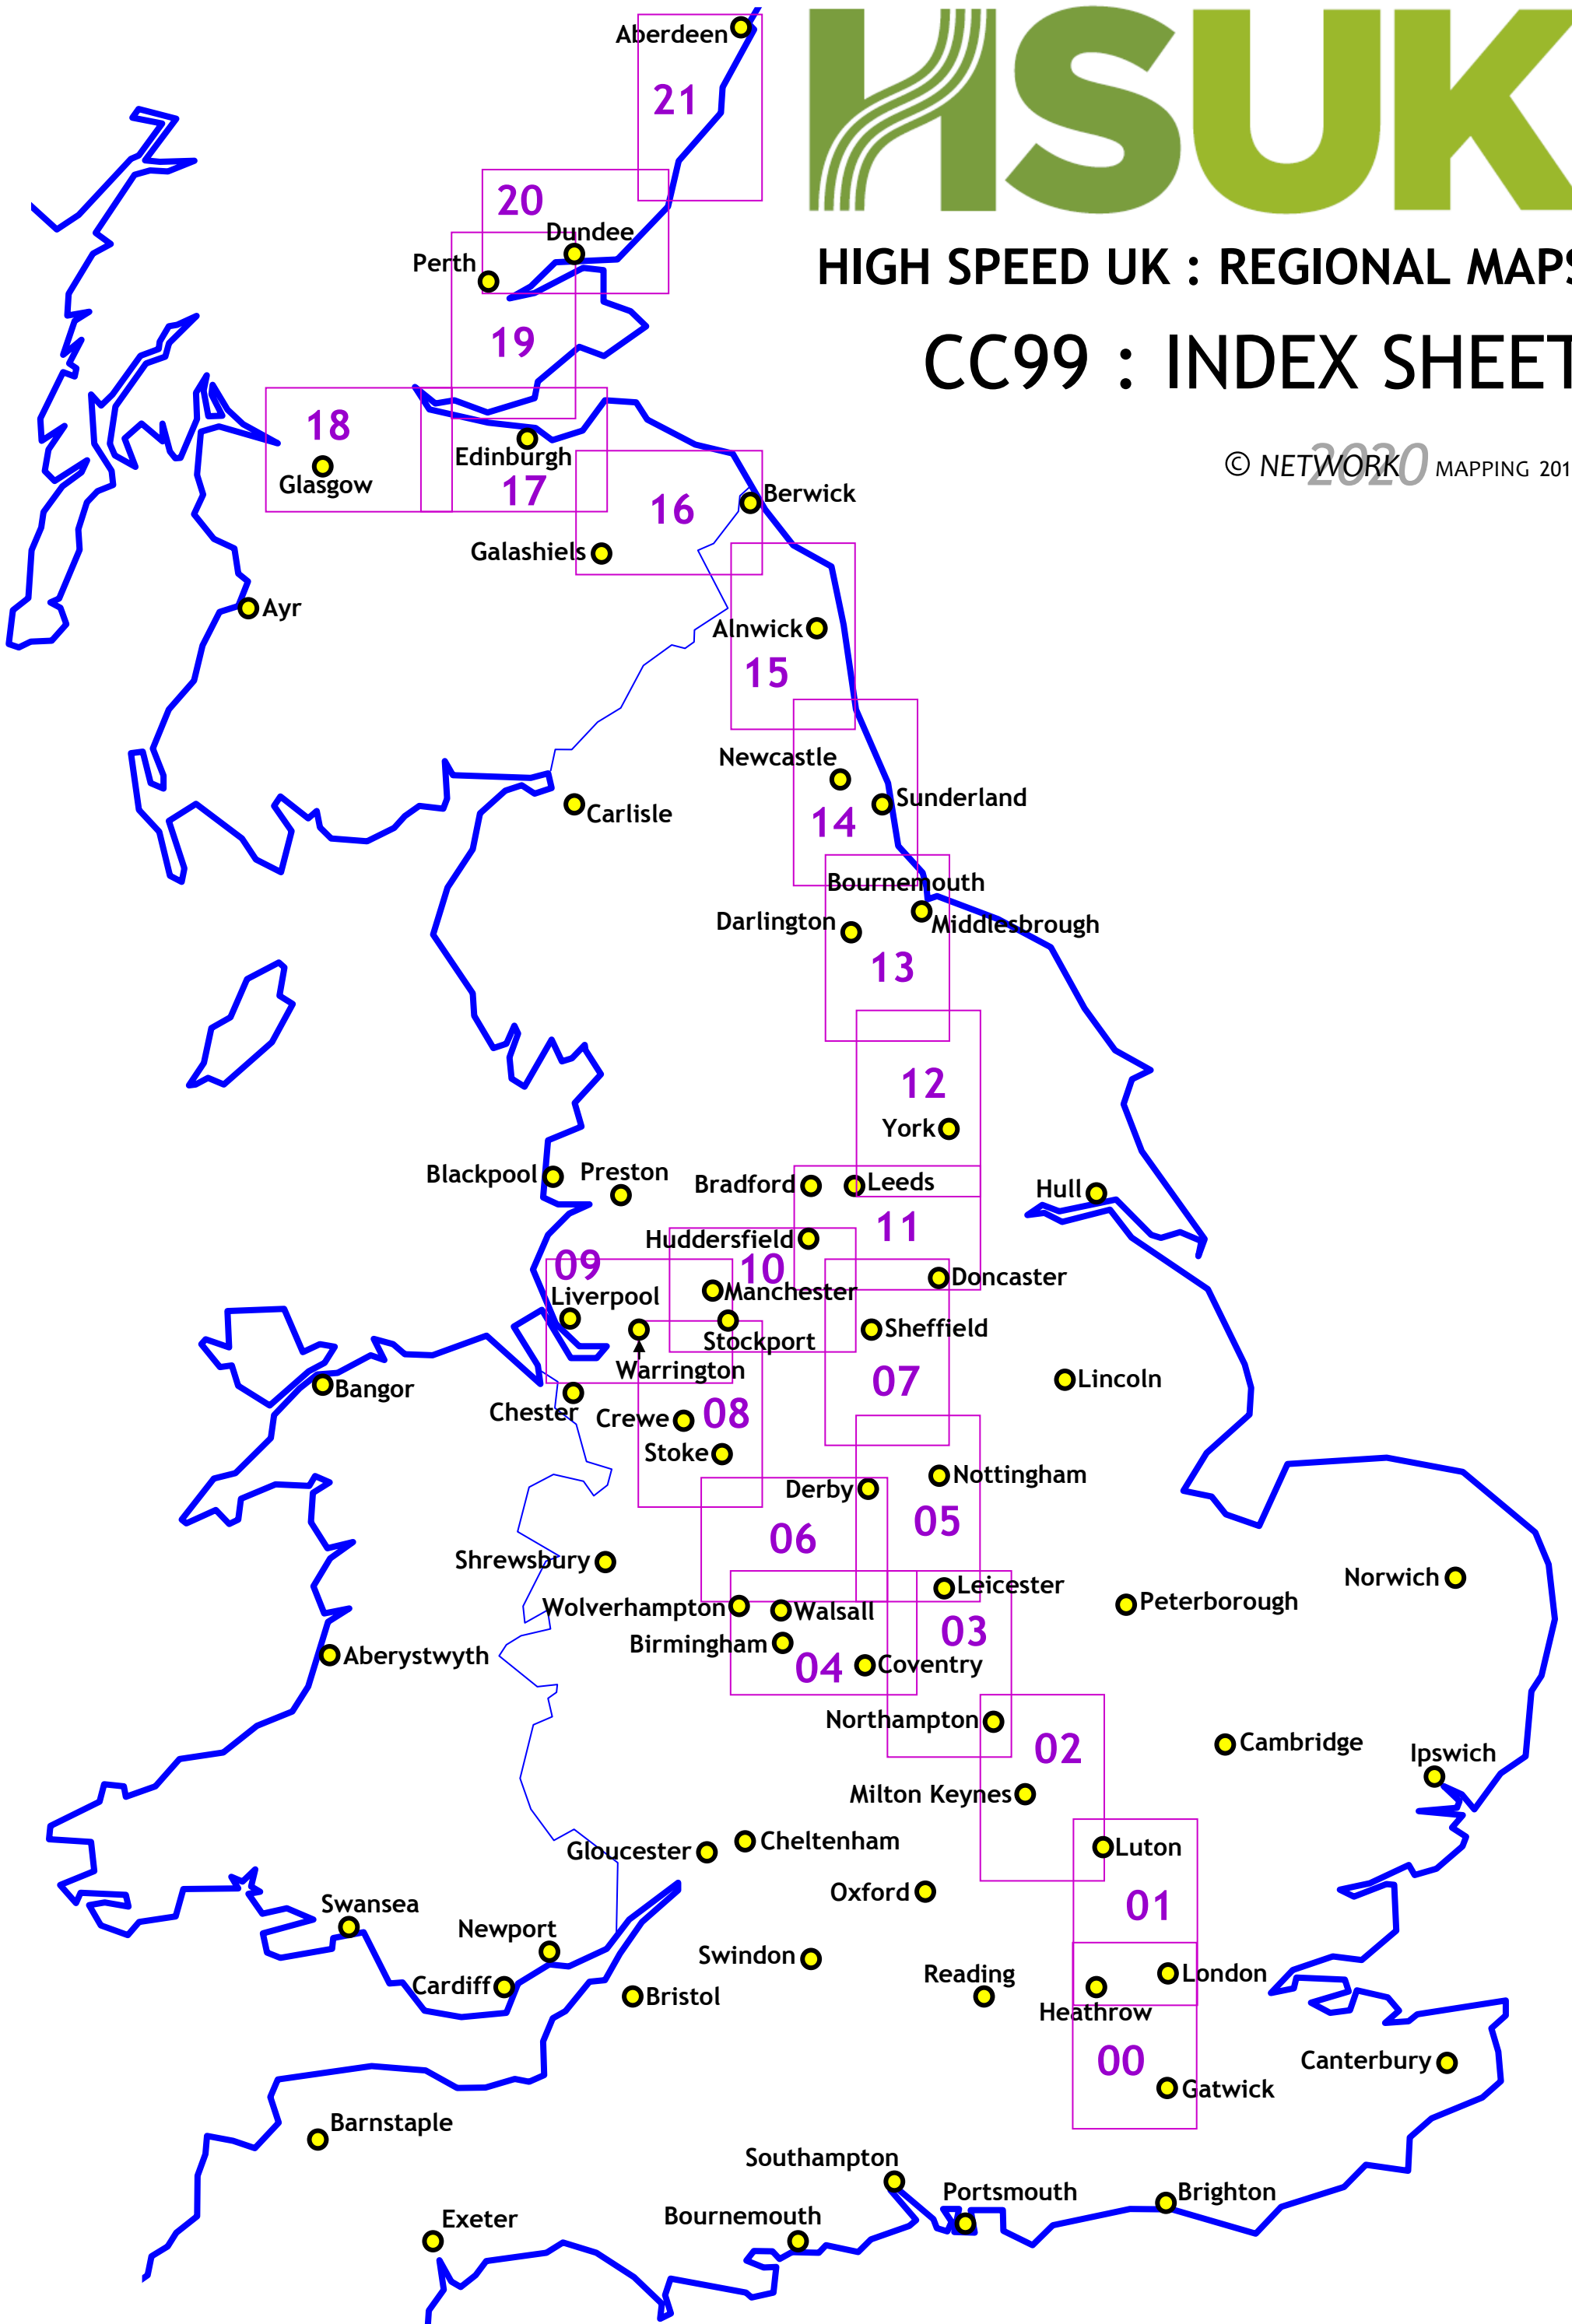 Aberdeen
HSUK
21
20
Dundee
HIGH SPEED UK : REGIONAL MAPS
Perth
19
CC99 : INDEX SHEET
18
Edinburgh
Glasgow
17
© NETWORK 2020 MAPPING 201
Berwick
16
Galashiels
Ayr
Alnwick
15
Newcastle
Sunderland
Carlisle
14
Bournemouth
Darlington
Middlesbrough
13
12
York
Blackpool
Preston
Bradford
Leeds
Hull
11
Huddersfield
09
10
Doncaster
Manchester
Liverpool
Sheffield
Stockport
Warrington
07
Lincoln
Bangor
Chester
Crewe
08
Stoke
Nottingham
Derby
05
06
Shrewsbury
Leicester
Norwich
Peterborough
Wolverhampton
Walsall
03
Birmingham
Aberystwyth
04
Coventry
Northampton
02
Cambridge
Ipswich
Milton Keynes
Cheltenham
Gloucester
Luton
Oxford
01
Swansea
Newport
Swindon
Reading
London
Cardiff
Bristol
Heathrow
00
Canterbury
Gatwick
Barnstaple
Southampton
Portsmouth
Brighton
Exeter
Bournemouth